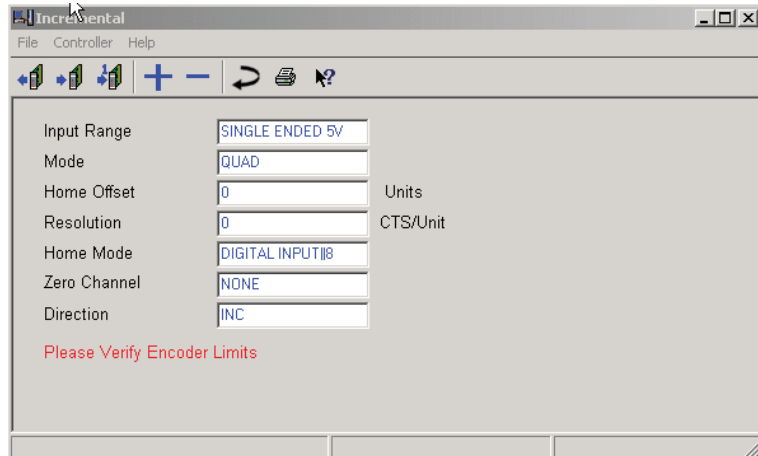 Incremental
File Controller Help
Input Range SINGLE ENDED 5V
Mode QUAD
Home Offset 0 Units
Resolution 0 CTS/Unit
Home Mode DIGITAL INPUT||8
Zero Channel NONE
Direction INC
Please Verify Encoder Limits